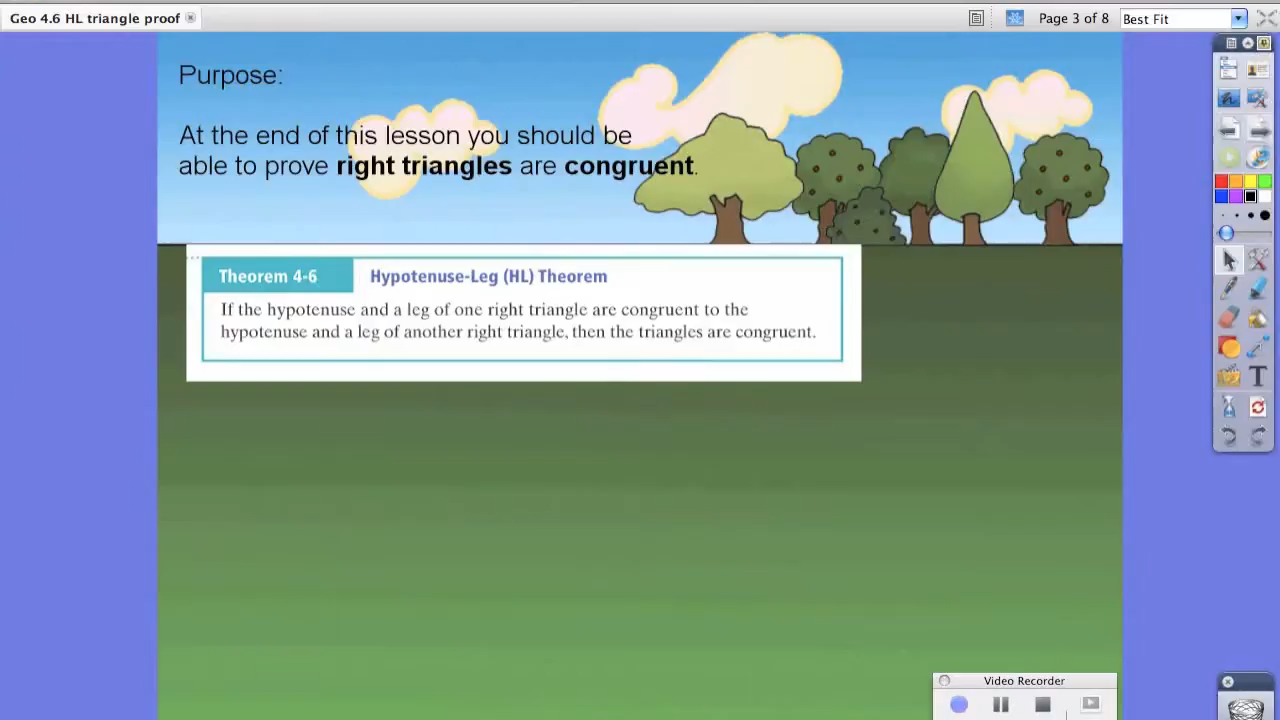 Geo 4.6 HL triangle proof
Page 3 of 8
Best Fit
Purpose:
At the end of this lesson you should be
able to prove right triangles are congruent.
Theorem 4-6 Hypotenuse-Leg (HL) Theorem
If the hypotenuse and a leg of one right triangle are congruent to the
hypotenuse and a leg of another right triangle, then the triangles are congruent.
T
Video Recorder